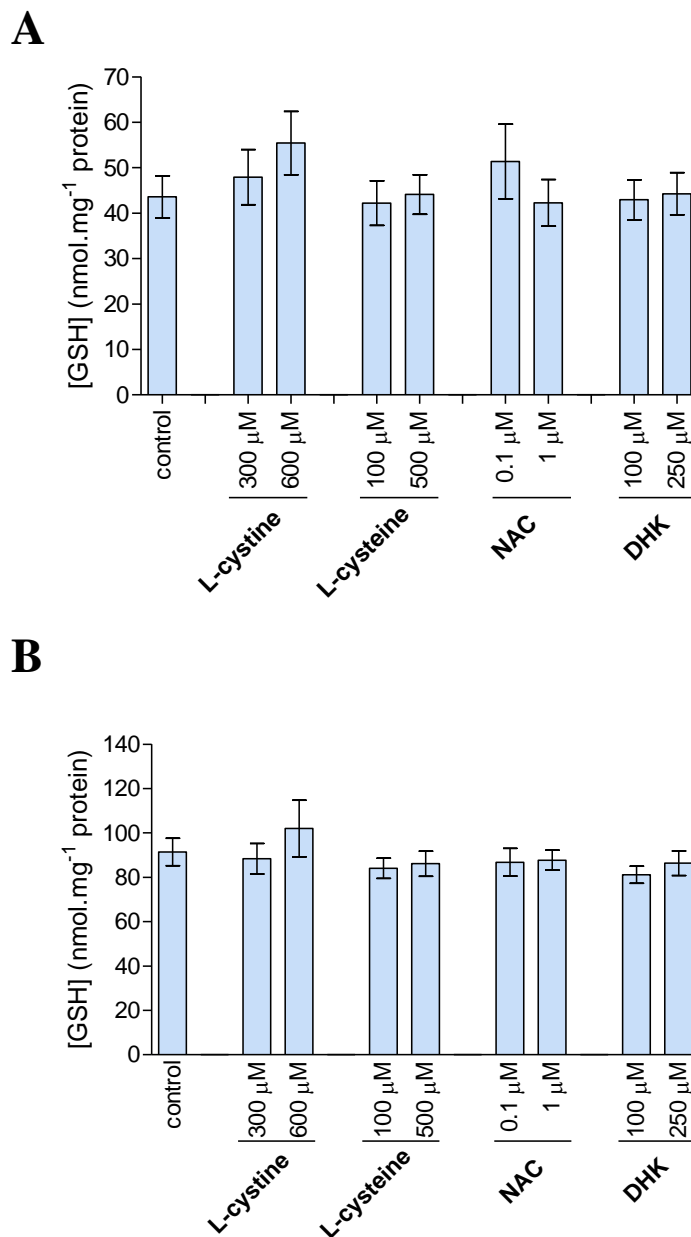 A
[GSH] (nmol.mg⁻¹ protein)
70
60
50
40
30
20
10
0
control
300 μM
600 μM
100 μM
500 μM
0.1 μM
1 μM
100 μM
250 μM
L-cystine
L-cysteine
NAC
DHK
B
[GSH] (nmol.mg⁻¹ protein)
140
120
100
80
60
40
20
0
control
300 μM
600 μM
100 μM
500 μM
0.1 μM
1 μM
100 μM
250 μM
L-cystine
L-cysteine
NAC
DHK